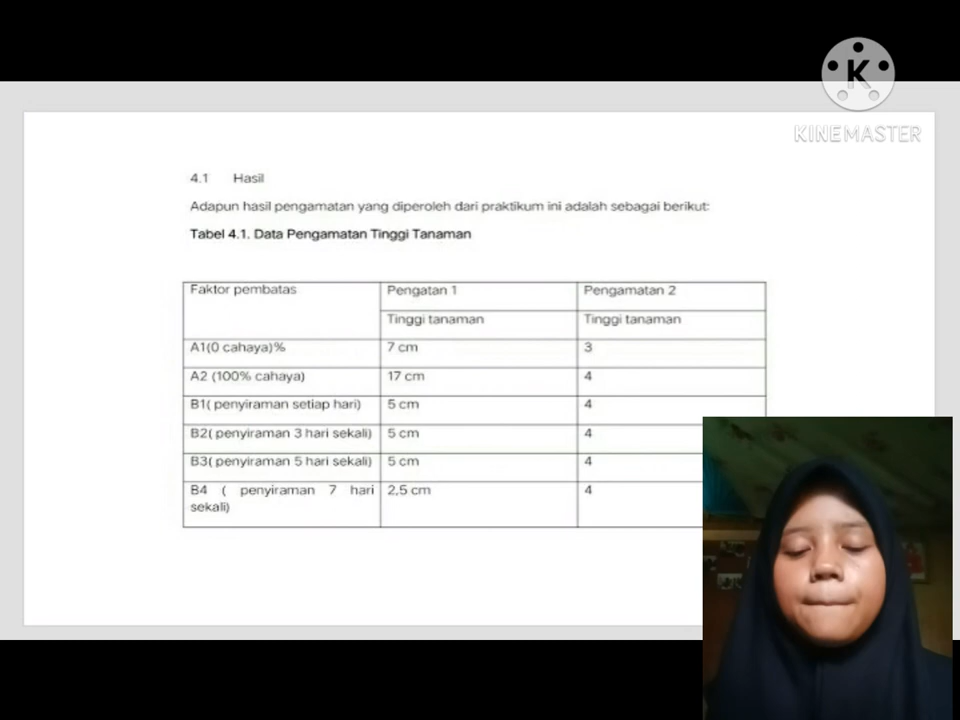 KINEMASTER
4.1 Hasil
Adapun hasil pengamatan yang diperoleh dari praktikum ini adalah sebagai berikut:
Tabel 4.1. Data Pengamatan Tinggi Tanaman
Faktor pembatas Pengatan 1 Pengamatan 2
Tinggi tanaman Tinggi tanaman
A1(0 cahaya)% 7 cm 3
A2 (100% cahaya) 17 cm 4
B1( penyiraman setiap hari) 5 cm 4
B2( penyiraman 3 hari sekali) 5 cm 4
B3( penyiraman 5 hari sekali) 5 cm 4
B4 ( penyiraman 7 hari 2,5 cm 4
sekali)